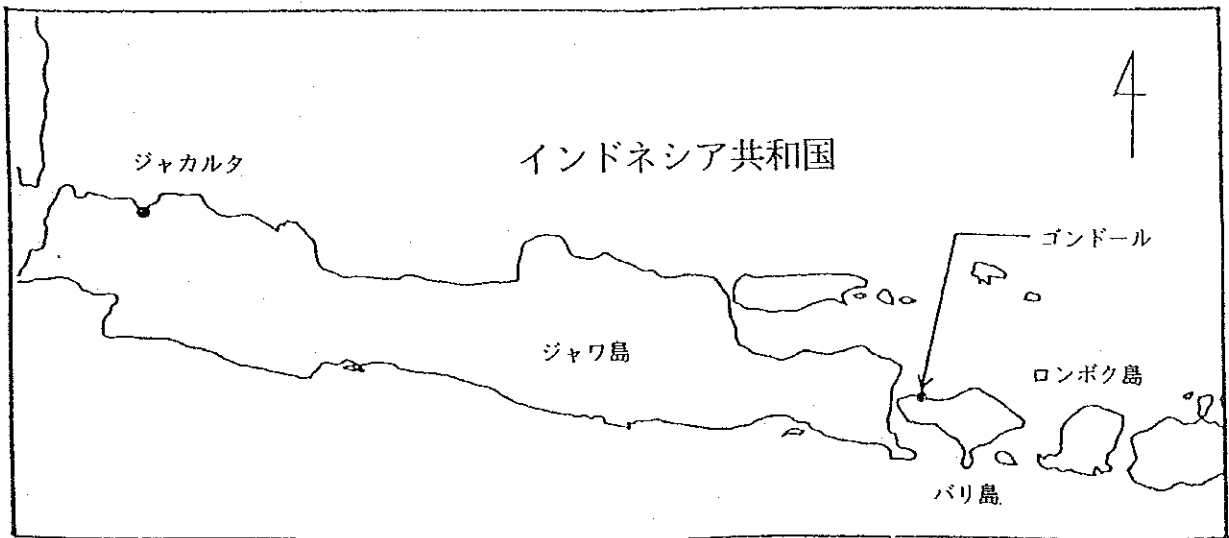 インドネシア共和国
ジャカルタ
ゴンドール
ジャワ島
ロンボク島
バリ島